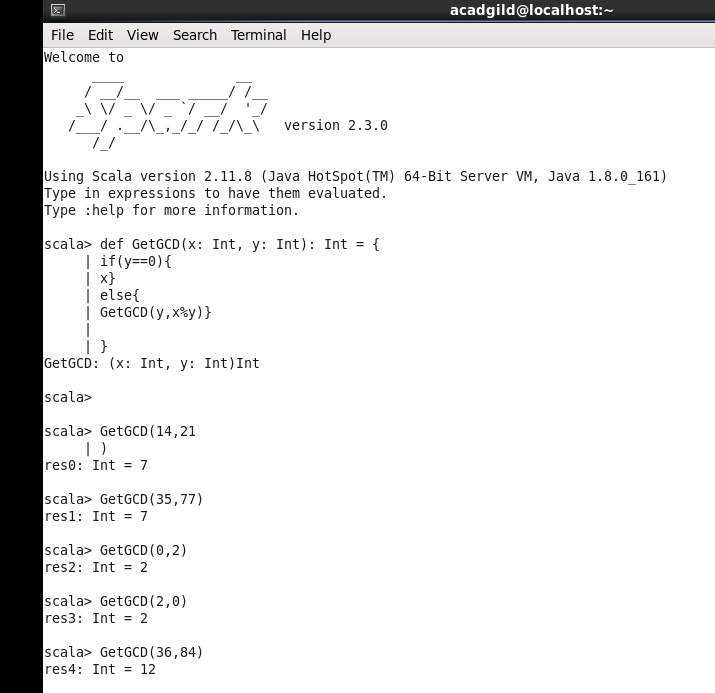 acadgild@localhost:~
File Edit View Search Terminal Help
Welcome to
      ____              __
     / __/__  ___ _____/ /__
    _\ \/ _ \/ _ `/ __/  '_/
   /___/ .__/\_,_/_/ /_/\_\   version 2.3.0
      /_/
Using Scala version 2.11.8 (Java HotSpot(TM) 64-Bit Server VM, Java 1.8.0_161)
Type in expressions to have them evaluated.
Type :help for more information.
scala> def GetGCD(x: Int, y: Int): Int = {
     | if(y==0){
     | x}
     | else{
     | GetGCD(y,x%y)}
     |
     | }
GetGCD: (x: Int, y: Int)Int
scala>
scala> GetGCD(14,21
     | )
res0: Int = 7
scala> GetGCD(35,77)
res1: Int = 7
scala> GetGCD(0,2)
res2: Int = 2
scala> GetGCD(2,0)
res3: Int = 2
scala> GetGCD(36,84)
res4: Int = 12